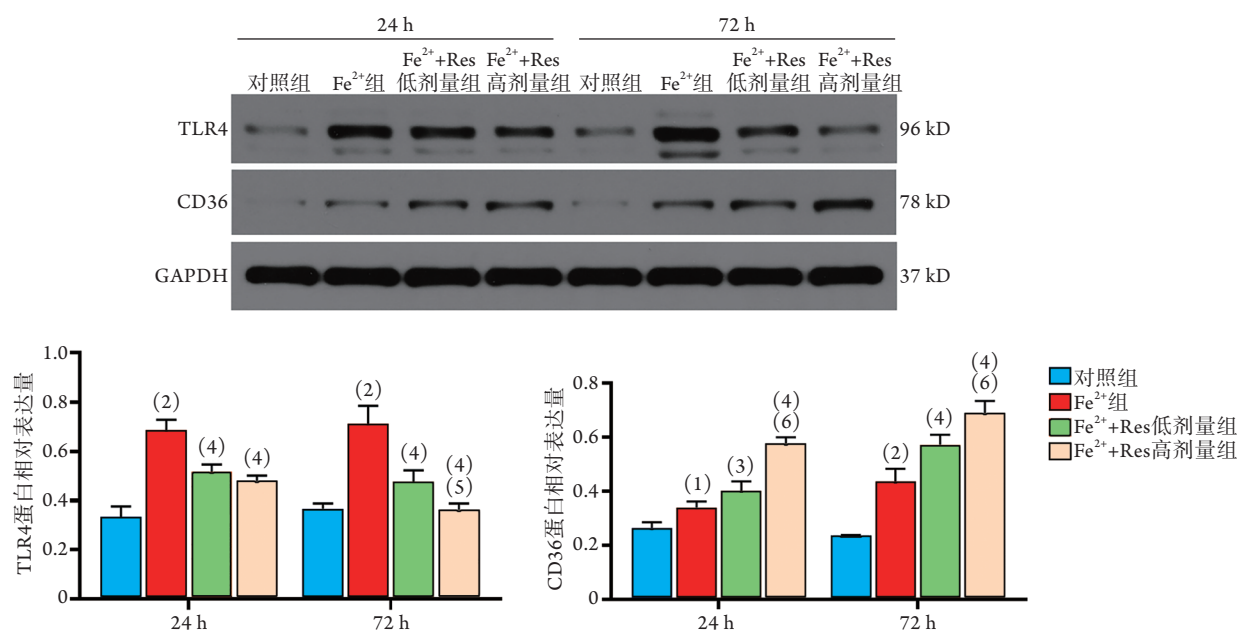 24 h 72 h
Fe²⁺+Res Fe²⁺+Res Fe²⁺+Res Fe²⁺+Res
对照组 Fe²⁺组 低剂量组 高剂量组 对照组 Fe²⁺组 低剂量组 高剂量组
TLR4 96 kD
CD36 78 kD
GAPDH 37 kD
TLR4蛋白相对表达量
1.0
0.8
0.6
0.4
0.2
0
(2)
(4)
(4)
(2)
(4)
(4)
(5)
24 h 72 h
CD36蛋白相对表达量
0.8
0.6
0.4
0.2
0
(1)
(3)
(4)
(6)
(2)
(4)
(4)
(6)
24 h 72 h
对照组
Fe²⁺组
Fe²⁺+Res低剂量组
Fe²⁺+Res高剂量组